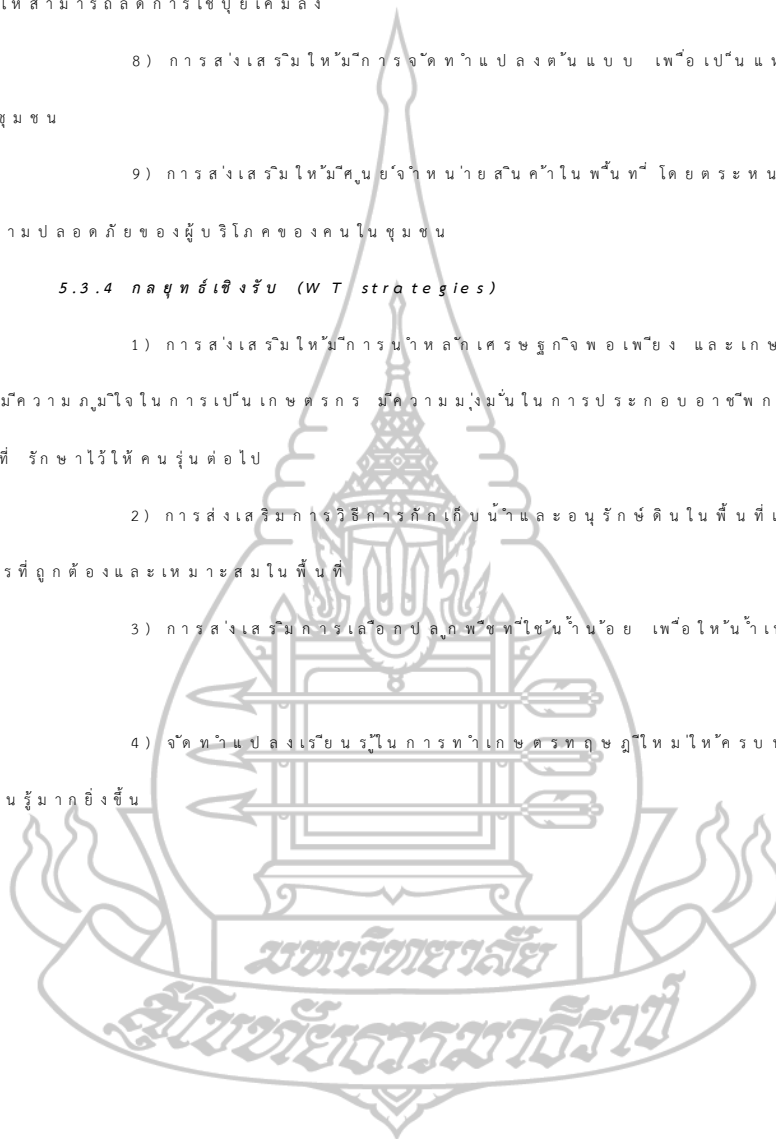 ให้สามารถลดการใช้ปุ๋ยเคมีลง
8) การส่งเสริมให้มีการจัดทำแปลงต้นแบบ เพื่อเป็นแห
ชุมชน
9) การส่งเสริมให้มีศูนย์จำหน่ายสินค้าในพื้นที่ โดยตระหน
ามปลอดภัยของผู้บริโภคของคนในชุมชน
5.3.4 กลยุทธ์เชิงรับ (WT strategies)
1) การส่งเสริมให้มีการนำหลักเศรษฐกิจพอเพียง และเกษ
มีความภูมิใจในการเป็นเกษตรกร มีความมุ่งมั่นในการประกอบอาชีพก
ที่ รักษาไว้ให้คนรุ่นต่อไป
2) การส่งเสริมการวิธีการกักเก็บน้ำและอนุรักษ์ดินในพื้นที่เ
รที่ถูกต้องและเหมาะสมในพื้นที่
3) การส่งเสริมการเลือกปลูกพืชที่ใช้น้ำน้อย เพื่อให้น้ำเ
4) จัดทำแปลงเรียนรู้ในการทำเกษตรทฤษฎีใหม่ให้ครบ
นรู้มากยิ่งขึ้น
มหาวิทยาลัย
สุโขทัยธรรมาธิราช